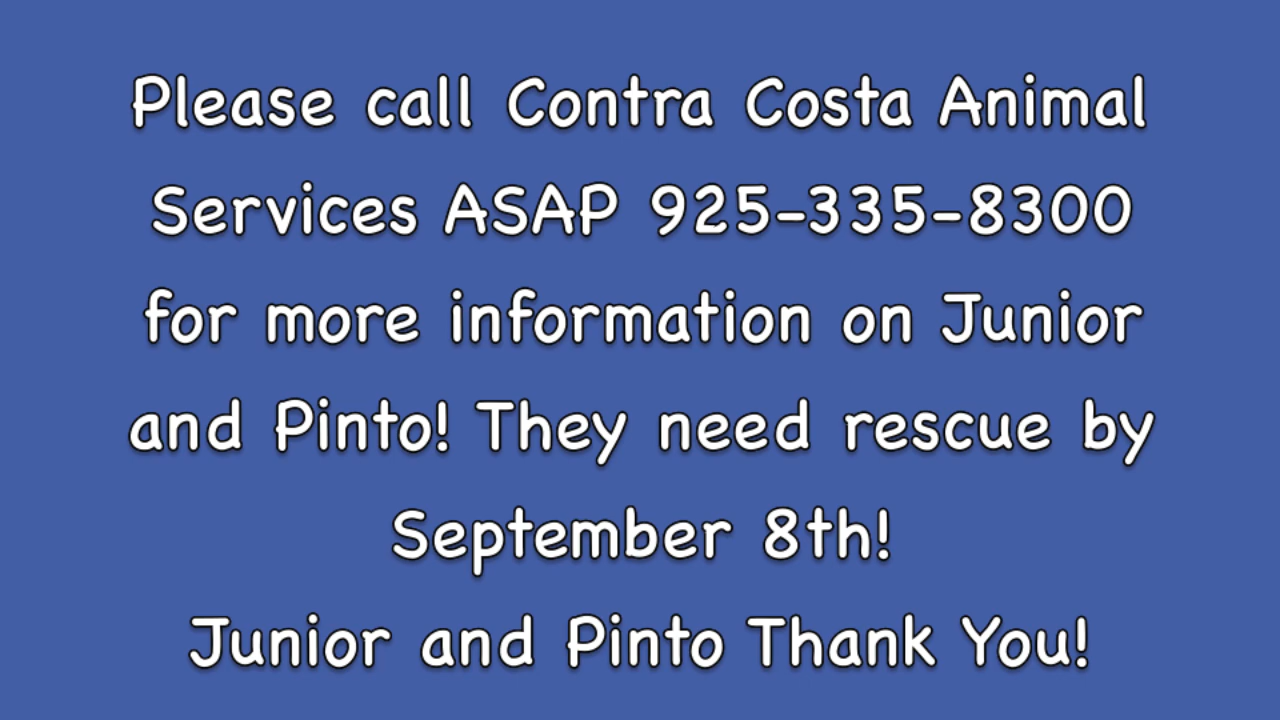 Please call Contra Costa Animal
Services ASAP 925-335-8300
for more information on Junior
and Pinto! They need rescue by
September 8th!
Junior and Pinto Thank You!